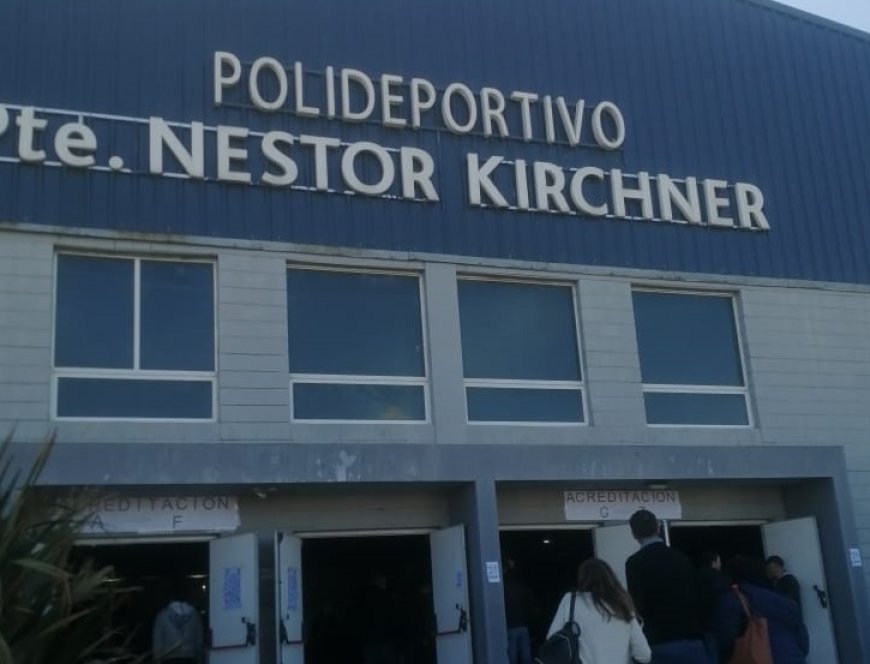 POLIDEPORTIVO
Pte. NESTOR KIRCHNER
ACREDITACION
A F
ACREDITACION
G Z